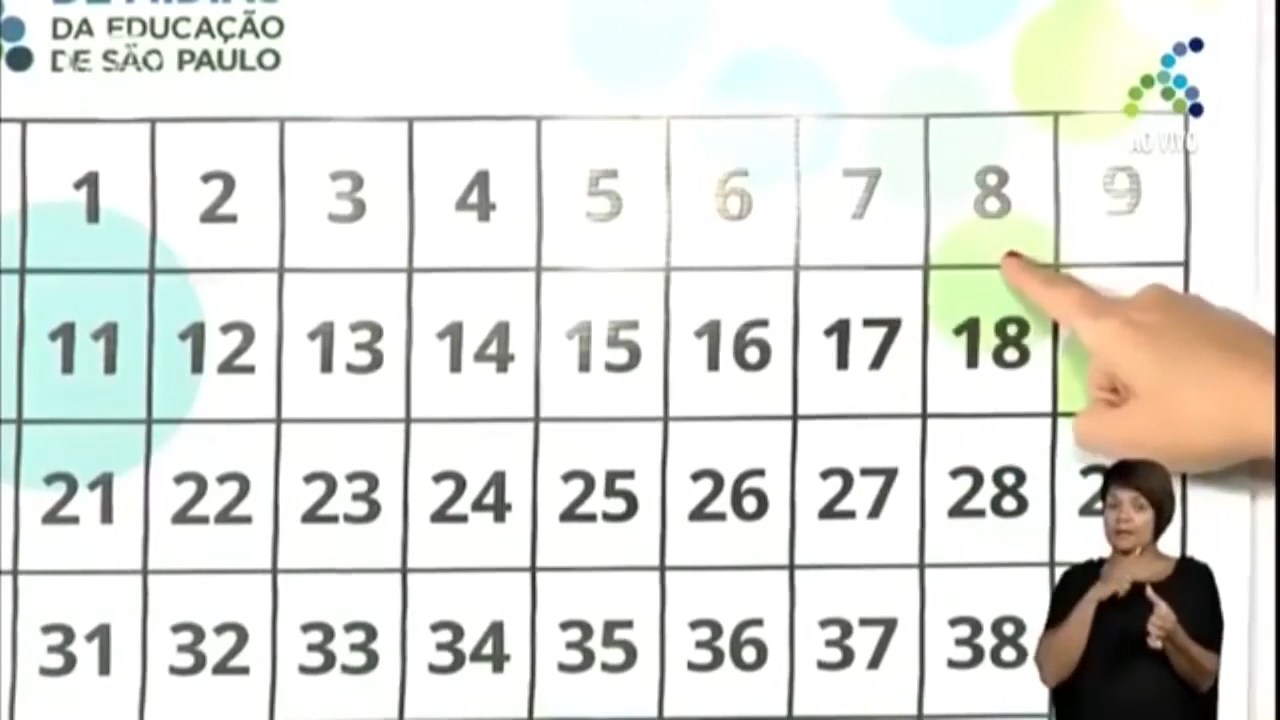 DA EDUCAÇÃO
DE SÃO PAULO
AO VIVO
1 2 3 4 5 6 7 8 9
11 12 13 14 15 16 17 18
21 22 23 24 25 26 27 28
31 32 33 34 35 36 37 38